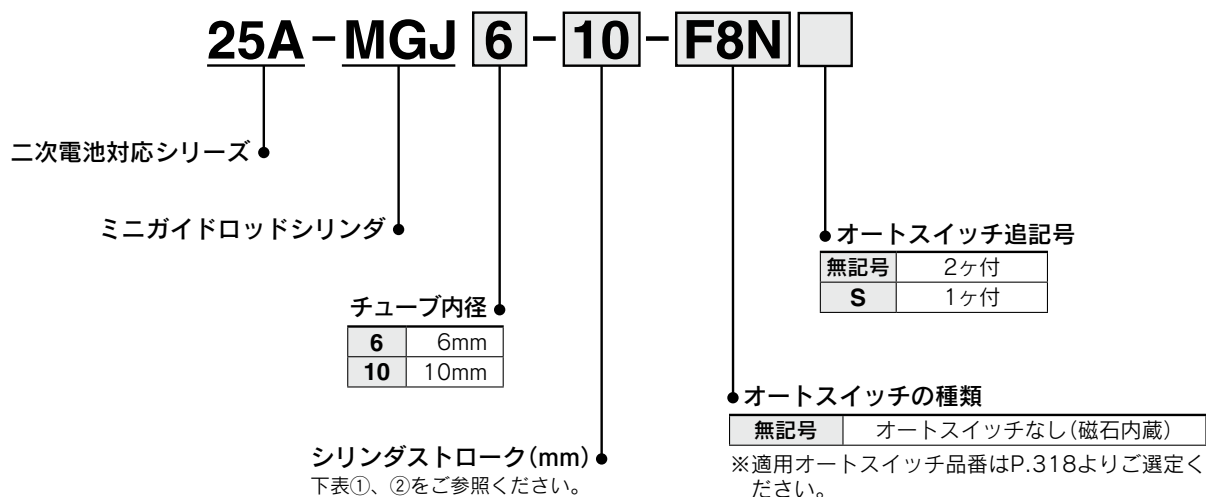 25A-MGJ 6-10-F8N
二次電池対応シリーズ
ミニガイドロッドシリンダ
オートスイッチ追記号
無記号 2ヶ付
S 1ヶ付
チューブ内径
6 6mm
10 10mm
オートスイッチの種類
無記号 オートスイッチなし(磁石内蔵)
※適用オートスイッチ品番はP.318よりご選定く
ださい。
シリンダストローク(mm)
下表①、②をご参照ください。